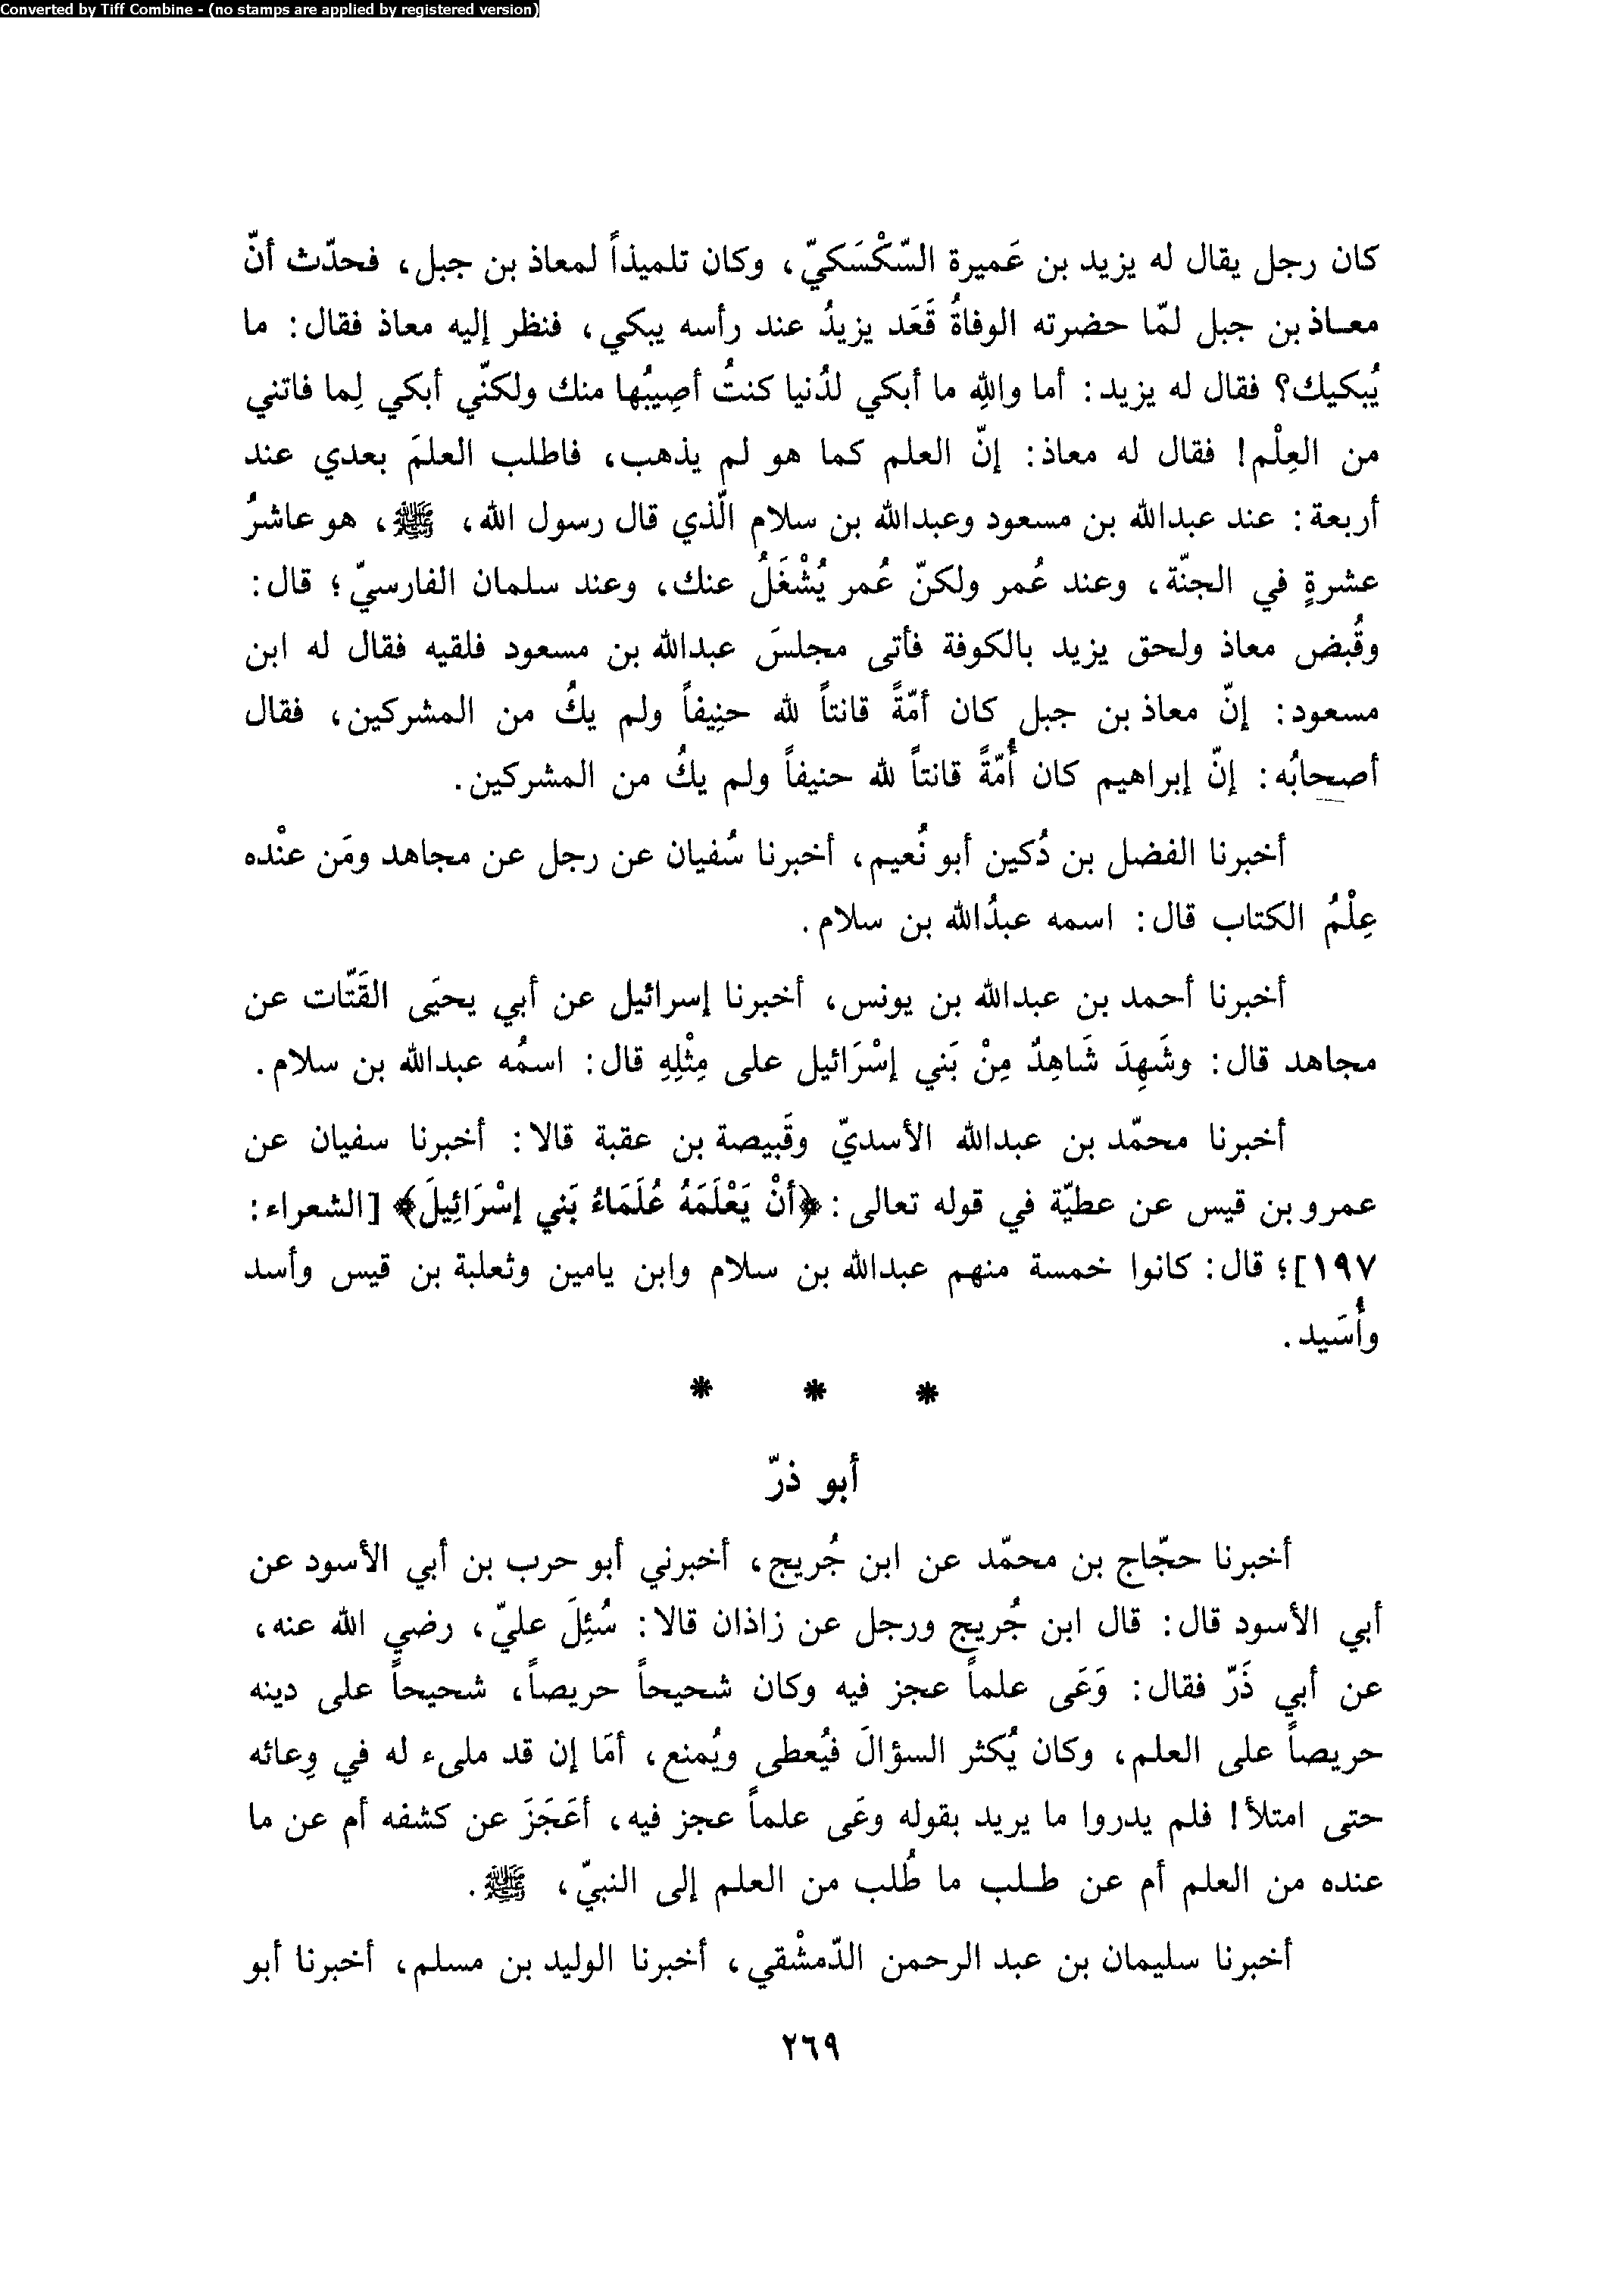 Converted by Tiff Combine - (no stamps are applied by registered version)
كان رجل يقال له يزيد بن عَميرة السّكْسَكيّ، وكان تلميذاً لمعاذ بن جبل، فحدّث أنّ
معـاذ بن جبل لمّا حضرته الوفاةُ قَعَد يزيدُ عند رأسه يبكي، فنظر إليه معاذ فقال: ما
يُبكيك؟ فقال له يزيد: أما واللهِ ما أبكي لدُنيا كنتُ أصِيبُها منك ولكنّي أبكي لِما فاتني
من العِلْم! فقال له معاذ: إنّ العلم كما هو لم يذهب، فاطلب العلمَ بعدي عند
أربعة: عند عبدالله بن مسعود وعبدالله بن سلام الّذي قال رسول الله، ﷺ، هو عاشرُ
عشرةٍ في الجنّة، وعند عُمر ولكنّ عُمر يُشْغَلُ عنك، وعند سلمان الفارسيّ؛ قال:
وقُبض معاذ ولحق يزيد بالكوفة فأتى مجلسَ عبدالله بن مسعود فلقيه فقال له ابن
مسعود: إنّ معاذ بن جبل كان أمّةً قانتاً لله حنِيفاً ولم يكُ من المشركين، فقال
أصحابُه: إنّ إبراهيم كان أُمّةً قانتاً لله حنيفاً ولم يكُ من المشركين.
أخبرنا الفضل بن دُكين أبو نُعيم، أخبرنا سُفيان عن رجل عن مجاهد ومَن عنْده
عِلْمُ الكتاب قال: اسمه عبدُالله بن سلام.
أخبرنا أحمد بن عبدالله بن يونس، أخبرنا إسرائيل عن أبي يحيَى القَتّات عن
مجاهد قال: وشَهِدَ شَاهِدٌ مِنْ بَني إسْرَائيل على مِثْلِهِ قال: اسمُه عبدالله بن سلام.
أخبرنا محمّد بن عبدالله الأسديّ وقَبيصة بن عقبة قالا: أخبرنا سفيان عن
عمرو بن قيس عن عطيّة في قوله تعالى: ﴿أنْ يَعْلَمَهُ عُلَمَاءُ بَني إسْرَائِيلَ﴾ [الشعراء:
١٩٧]؛ قال: كانوا خمسة منهم عبدالله بن سلام وابن يامين وثعلبة بن قيس وأسد
وأُسَيد.
* * *
أبو ذرّ
أخبرنا حجّاج بن محمّد عن ابن جُريج، أخبرني أبو حرب بن أبي الأسود عن
أبي الأسود قال: قال ابن جُريج ورجل عن زاذان قالا: سُئِلَ عليّ، رضي الله عنه،
عن أبي ذَرّ فقال: وَعَى علماً عجز فيه وكان شحيحاً حريصاً، شحيحاً على دينه
حريصاً على العلم، وكان يُكثر السؤالَ فيُعطى ويُمنع، أمَا إن قد ملىء له في وِعائه
حتى امتلأ! فلم يدروا ما يريد بقوله وعَى علماً عجز فيه، أعَجَزَ عن كشفه أم عن ما
عنده من العلم أم عن طـلب ما طُلب من العلم إلى النبيّ، ﷺ.
أخبرنا سليمان بن عبد الرحمن الدّمشْقي، أخبرنا الوليد بن مسلم، أخبرنا أبو
٢٦٩